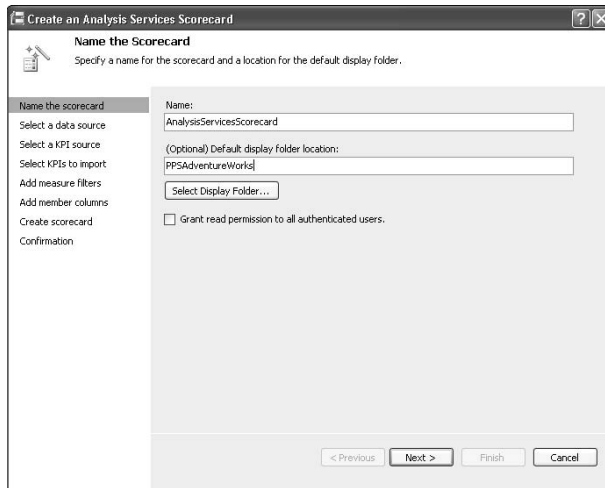 Create an Analysis Services Scorecard
Name the Scorecard
Specify a name for the scorecard and a location for the default display folder.
Name the scorecard
Select a data source
Select a KPI source
Select KPIs to import
Add measure filters
Add member columns
Create scorecard
Confirmation
Name:
AnalysisServicesScorecard
(Optional) Default display folder location:
PPSAdventureWorks
Select Display Folder...
Grant read permission to all authenticated users.
< Previous Next > Finish Cancel